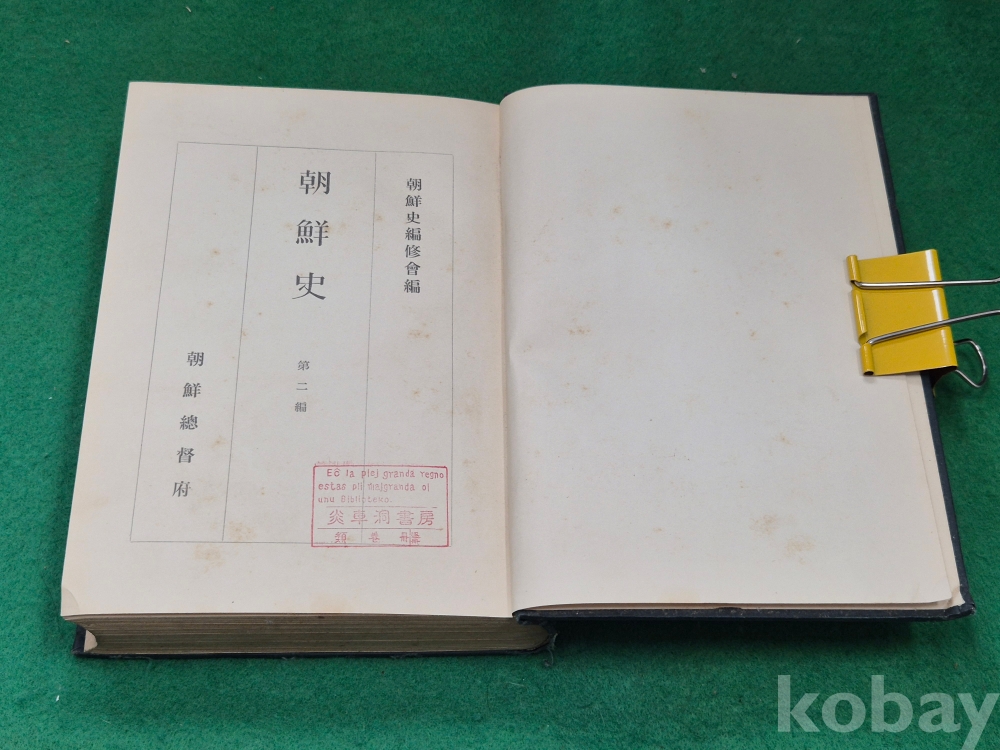 朝鮮史編修會編
朝鮮史
第二編
朝鮮總督府
Eĉ la plej granda regno
estas pli malgranda ol
unu Biblioteko.
炎車洞書房
kobay